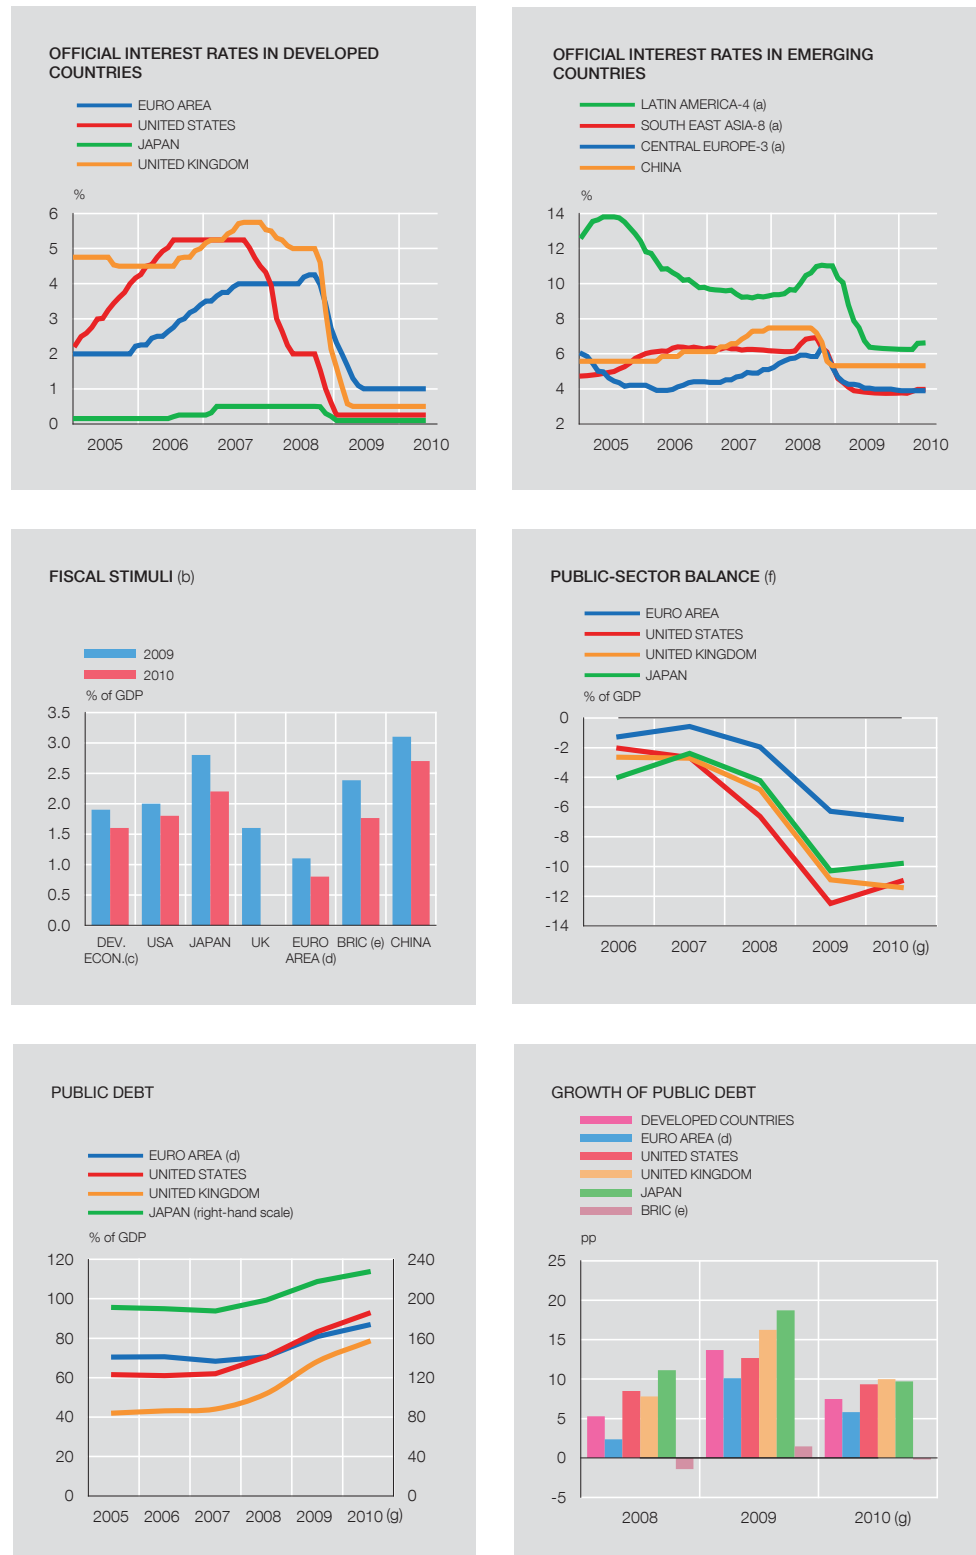 OFFICIAL INTEREST RATES IN DEVELOPED
COUNTRIES
EURO AREA
UNITED STATES
JAPAN
UNITED KINGDOM
%
6
5
4
3
2
1
0
2005 2006 2007 2008 2009 2010
OFFICIAL INTEREST RATES IN EMERGING
COUNTRIES
LATIN AMERICA-4 (a)
SOUTH EAST ASIA-8 (a)
CENTRAL EUROPE-3 (a)
CHINA
%
14
12
10
8
6
4
2
2005 2006 2007 2008 2009 2010
FISCAL STIMULI (b)
2009
2010
% of GDP
3.5
3.0
2.5
2.0
1.5
1.0
0.5
0.0
DEV. USA JAPAN UK EURO BRIC (e) CHINA
ECON.(c) AREA (d)
PUBLIC-SECTOR BALANCE (f)
EURO AREA
UNITED STATES
UNITED KINGDOM
JAPAN
% of GDP
0
-2
-4
-6
-8
-10
-12
-14
2006 2007 2008 2009 2010 (g)
PUBLIC DEBT
EURO AREA (d)
UNITED STATES
UNITED KINGDOM
JAPAN (right-hand scale)
% of GDP
120 240
100 200
80 160
60 120
40 80
20 40
0 0
2005 2006 2007 2008 2009 2010 (g)
GROWTH OF PUBLIC DEBT
DEVELOPED COUNTRIES
EURO AREA (d)
UNITED STATES
UNITED KINGDOM
JAPAN
BRIC (e)
pp
25
20
15
10
5
0
-5
2008 2009 2010 (g)